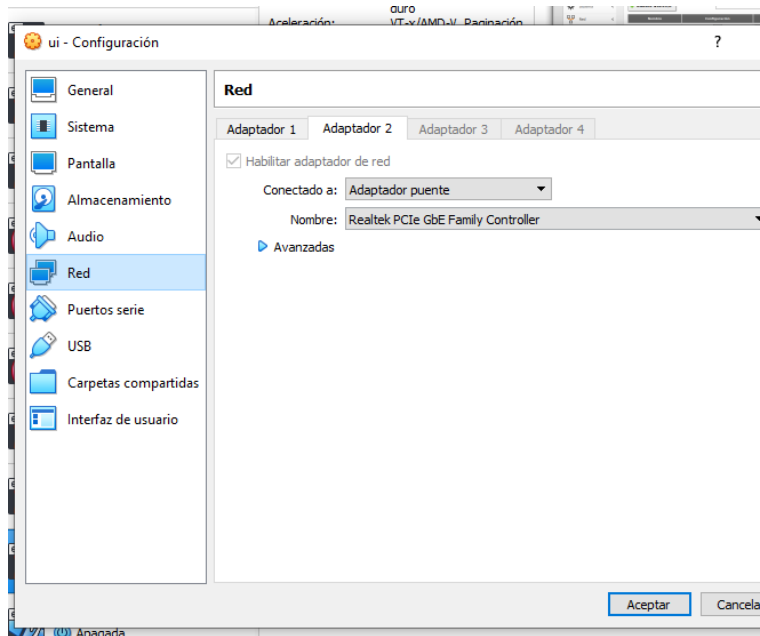 duro
Aceleración: VT-x/AMD-V, Paginación
ui - Configuración ?
General
Sistema
Pantalla
Almacenamiento
Audio
Red
Puertos serie
USB
Carpetas compartidas
Interfaz de usuario
Red
Adaptador 1 Adaptador 2 Adaptador 3 Adaptador 4
Habilitar adaptador de red
Conectado a: Adaptador puente
Nombre: Realtek PCIe GbE Family Controller
Avanzadas
Aceptar Cancela
Apagada